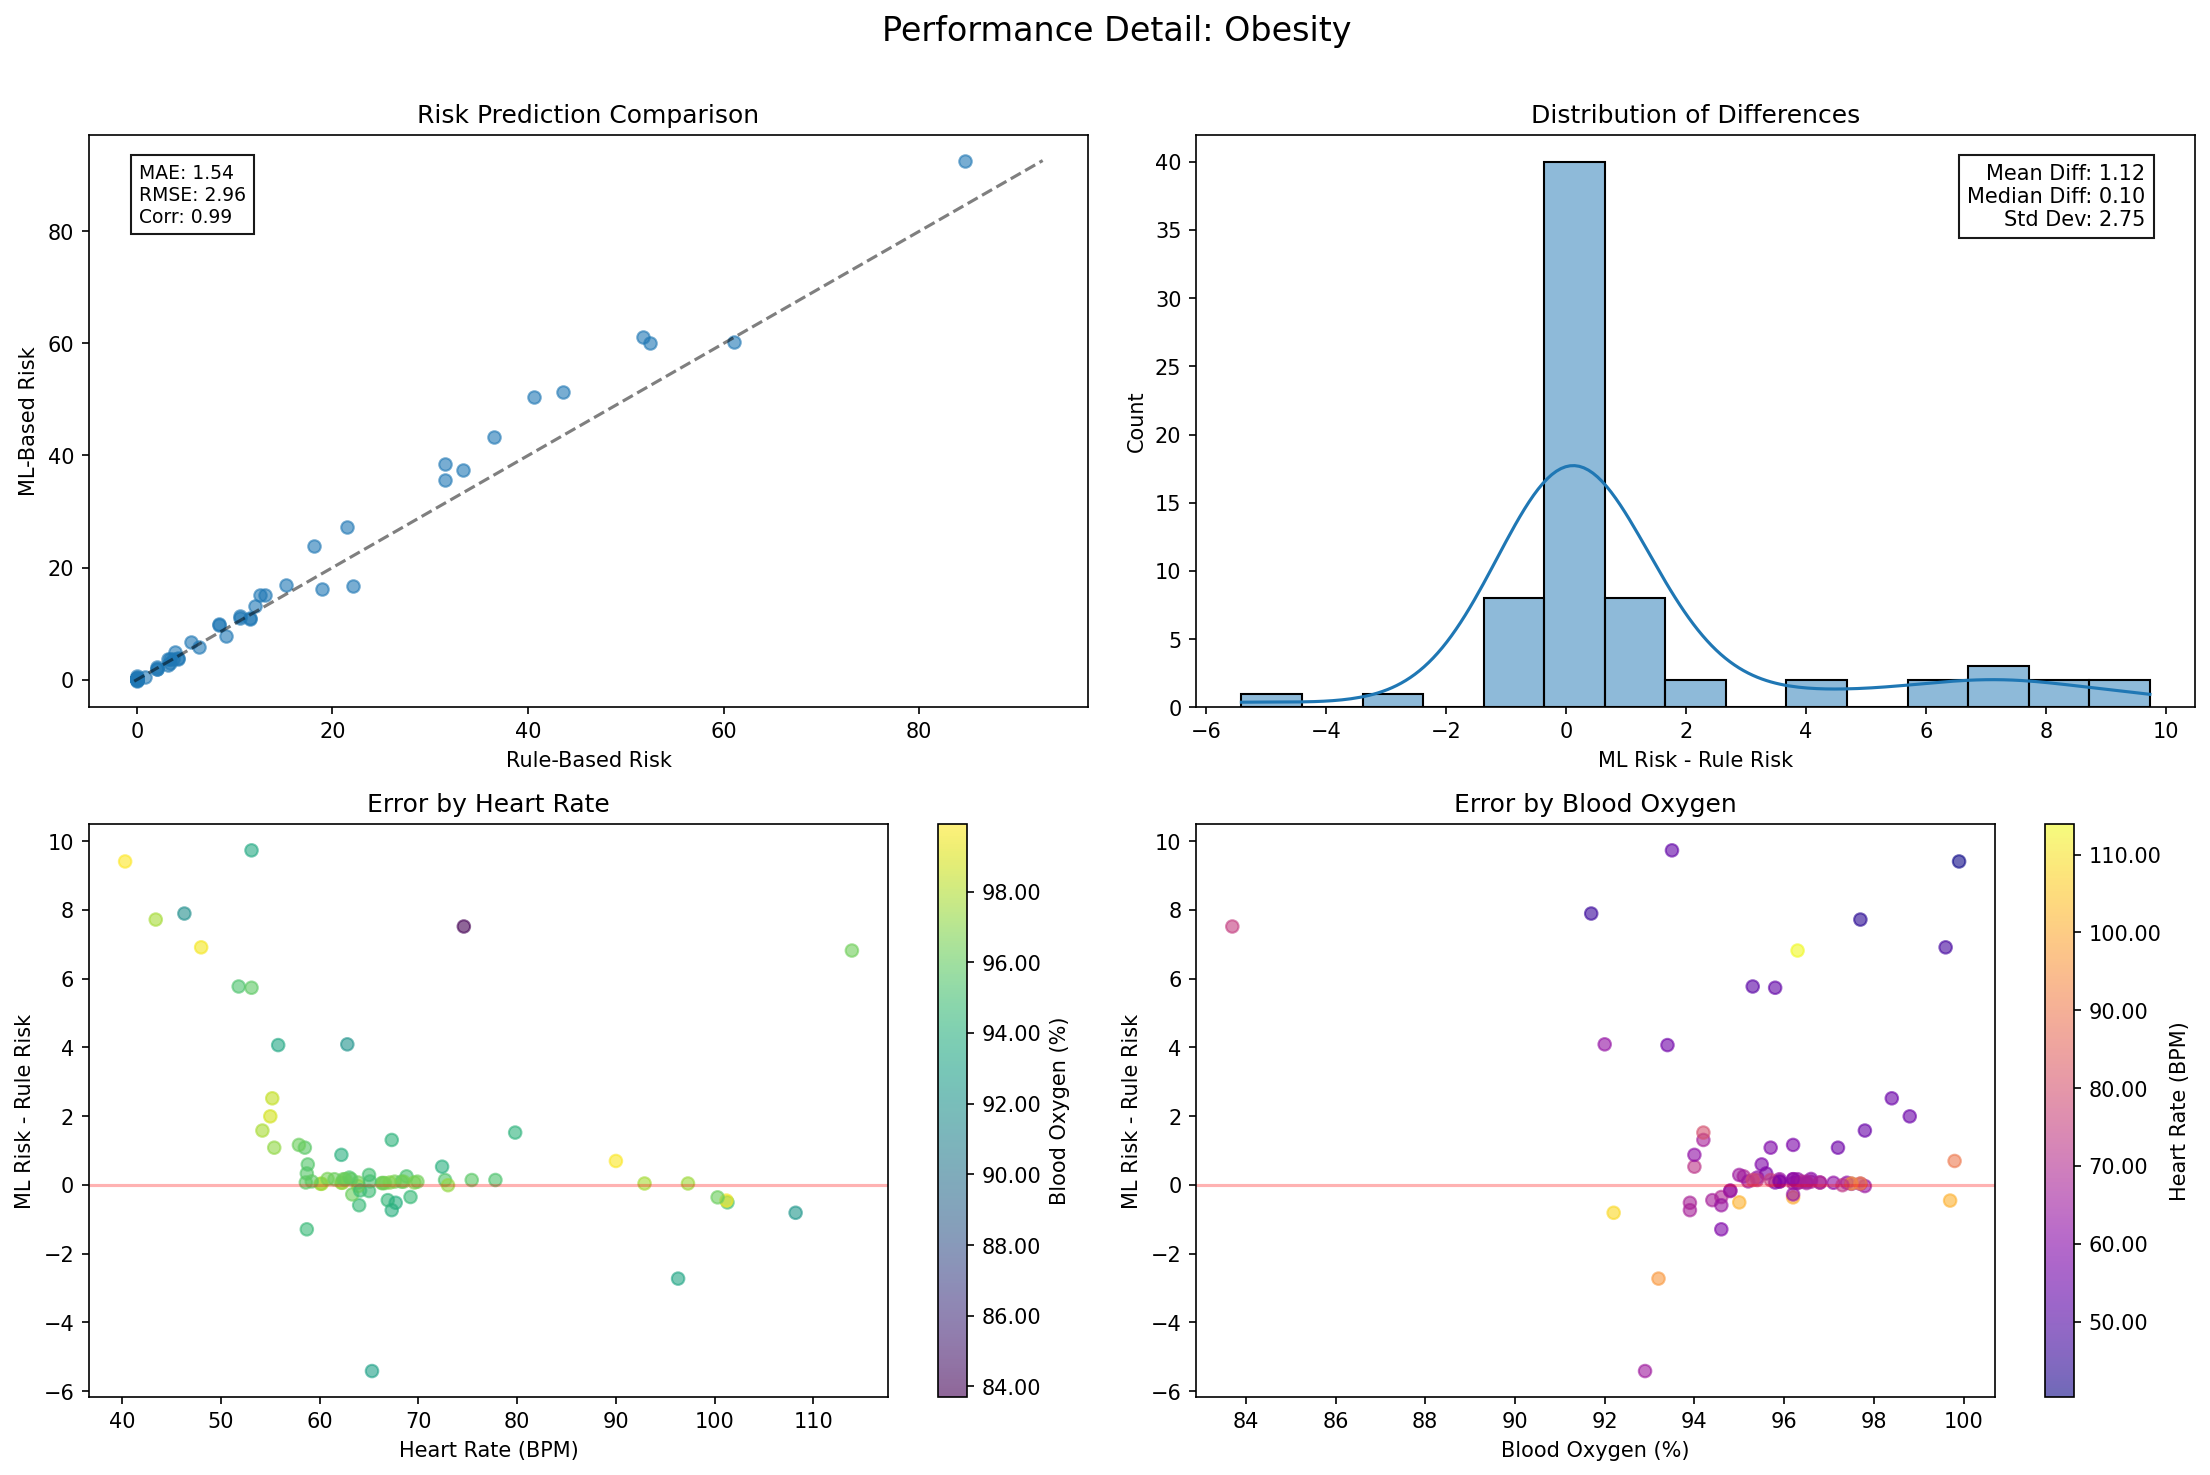 Performance Detail: Obesity
Risk Prediction Comparison
MAE: 1.54
RMSE: 2.96
Corr: 0.99
ML-Based Risk
80
60
40
20
0
0 20 40 60 80
Rule-Based Risk
Distribution of Differences
Mean Diff: 1.12
Median Diff: 0.10
Std Dev: 2.75
Count
40
35
30
25
20
15
10
5
0
−6 −4 −2 0 2 4 6 8 10
ML Risk - Rule Risk
Error by Heart Rate
ML Risk - Rule Risk
10
8
6
4
2
0
−2
−4
−6
40 50 60 70 80 90 100 110
Heart Rate (BPM)
98.00
96.00
94.00
92.00
90.00
88.00
86.00
84.00
Blood Oxygen (%)
Error by Blood Oxygen
ML Risk - Rule Risk
10
8
6
4
2
0
−2
−4
−6
84 86 88 90 92 94 96 98 100
Blood Oxygen (%)
110.00
100.00
90.00
80.00
70.00
60.00
50.00
Heart Rate (BPM)